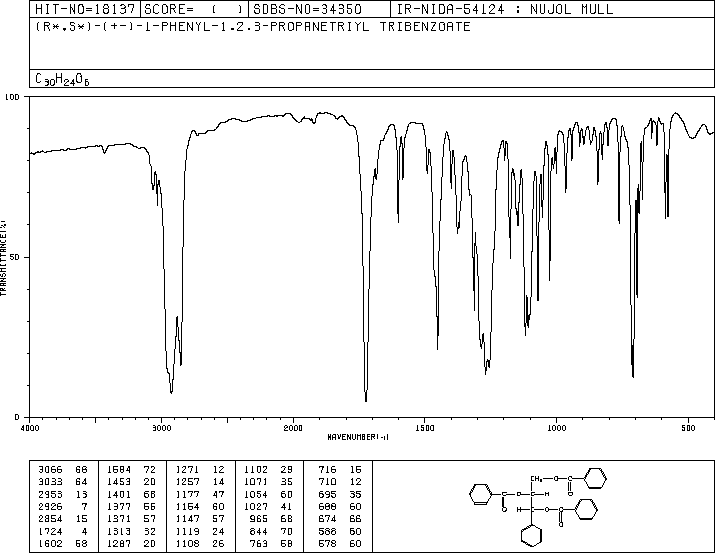 HIT-NO=18137 SCORE= ( ) SDBS-NO=34350 IR-NIDA-54124 : NUJOL MULL
(R*,S*)-(+-)-1-PHENYL-1,2,3-PROPANETRIYL TRIBENZOATE
C30H24O6
100
50
0
TRANSMITTANCE(%)
4000 3000 2000 1500 1000 500
WAVENUMBER(-1)
3066 68 1584 72 1271 12 1102 29 716 15
3033 64 1453 20 1257 14 1071 35 710 12
2953 13 1401 68 1177 47 1054 60 695 35
2926 7 1377 55 1164 60 1027 41 688 60
2854 15 1371 57 1147 57 965 68 674 66
1724 4 1313 32 1119 24 844 70 588 60
1602 58 1287 20 1108 26 763 58 578 60
CH2 O C
O
C O H
O
H O C
O